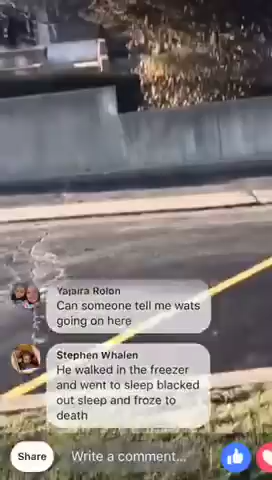 Yajaira Rolon
Can someone tell me wats
going on here
Stephen Whalen
He walked in the freezer
and went to sleep blacked
out sleep and froze to
death
Share
Write a comment...